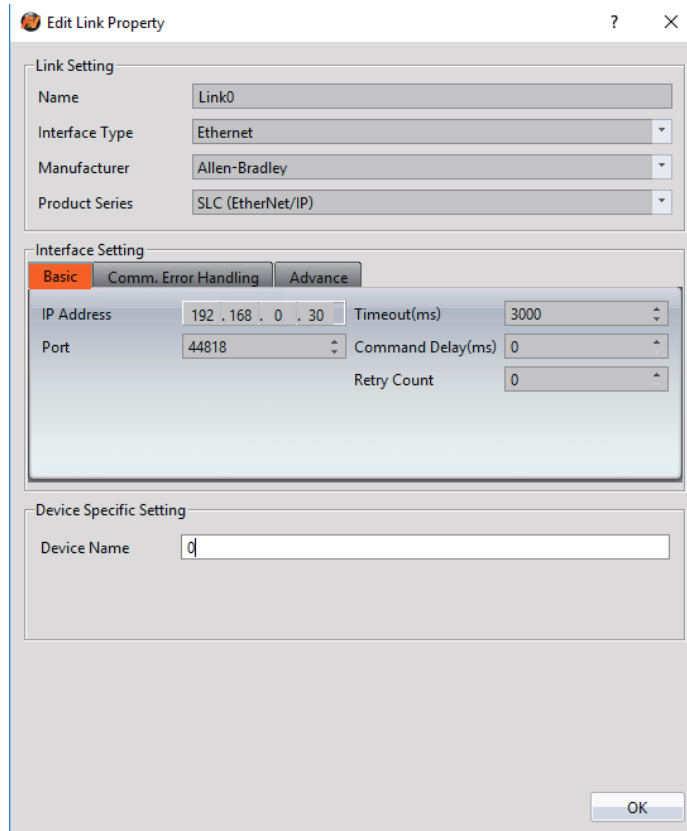 Edit Link Property ?
Link Setting
Name Link0
Interface Type Ethernet
Manufacturer Allen-Bradley
Product Series SLC (EtherNet/IP)
Interface Setting
Basic Comm. Error Handling Advance
IP Address 192 . 168 . 0 . 30 Timeout(ms) 3000
Port 44818 Command Delay(ms) 0
Retry Count 0
Device Specific Setting
Device Name 0
OK